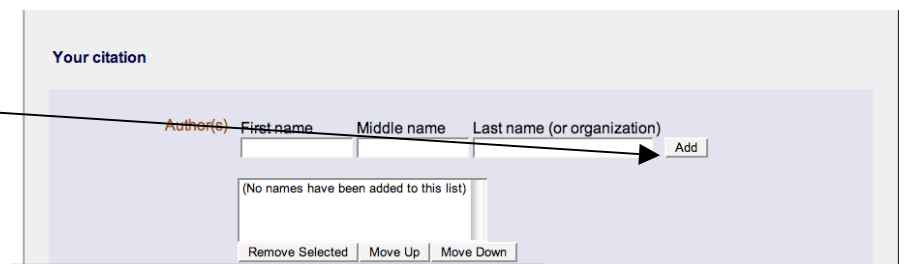 Your citation
Author(s) First name Middle name Last name (or organization)
Add
(No names have been added to this list)
Remove Selected Move Up Move Down